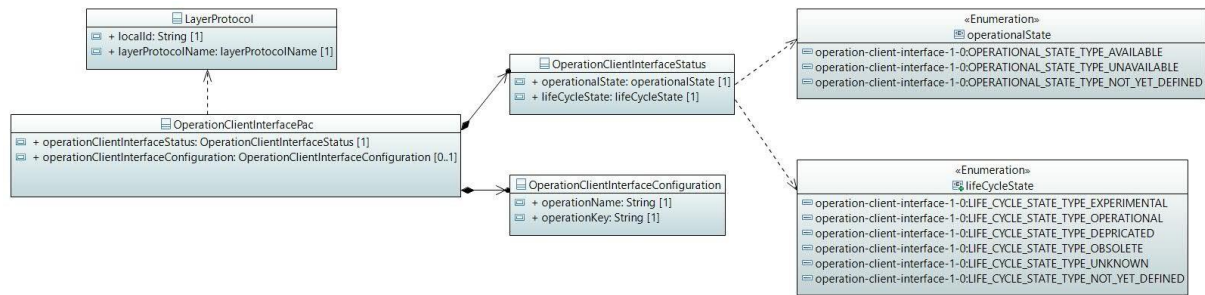 LayerProtocol
+ localId: String [1]
+ layerProtocolName: layerProtocolName [1]
OperationClientInterfacePac
+ operationClientInterfaceStatus: OperationClientInterfaceStatus [1]
+ operationClientInterfaceConfiguration: OperationClientInterfaceConfiguration [0..1]
OperationClientInterfaceStatus
+ operationalState: operationalState [1]
+ lifeCycleState: lifeCycleState [1]
OperationClientInterfaceConfiguration
+ operationName: String [1]
+ operationKey: String [1]
«Enumeration»
operationalState
operation-client-interface-1-0:OPERATIONAL_STATE_TYPE_AVAILABLE
operation-client-interface-1-0:OPERATIONAL_STATE_TYPE_UNAVAILABLE
operation-client-interface-1-0:OPERATIONAL_STATE_TYPE_NOT_YET_DEFINED
«Enumeration»
lifeCycleState
operation-client-interface-1-0:LIFE_CYCLE_STATE_TYPE_EXPERIMENTAL
operation-client-interface-1-0:LIFE_CYCLE_STATE_TYPE_OPERATIONAL
operation-client-interface-1-0:LIFE_CYCLE_STATE_TYPE_DEPRICATED
operation-client-interface-1-0:LIFE_CYCLE_STATE_TYPE_OBSOLETE
operation-client-interface-1-0:LIFE_CYCLE_STATE_TYPE_UNKNOWN
operation-client-interface-1-0:LIFE_CYCLE_STATE_TYPE_NOT_YET_DEFINED